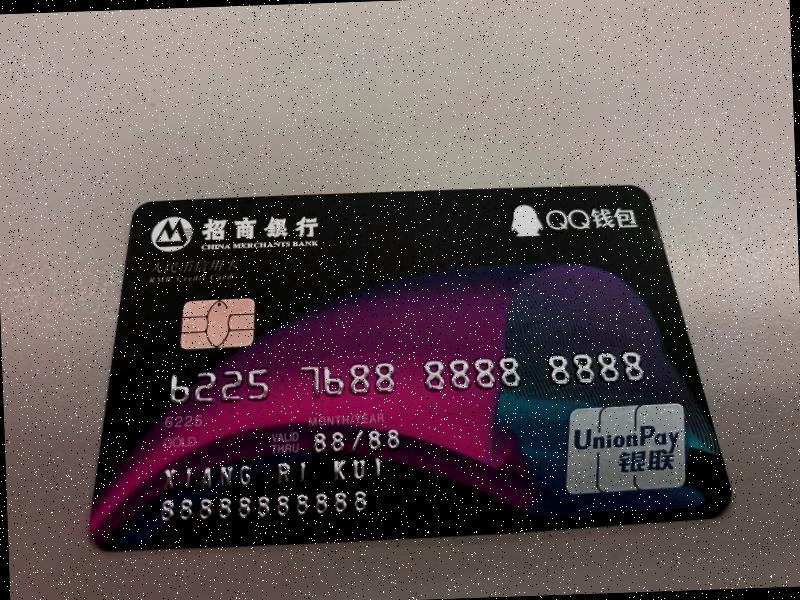 招商银行
CHINA MERCHANTS BANK
QQ钱包
6225 7688 8888 8888
6225
MONTH/YEAR
GOLD
VALID THRU 88/88
XIANG RI KUI
88888888888
UnionPay
银联